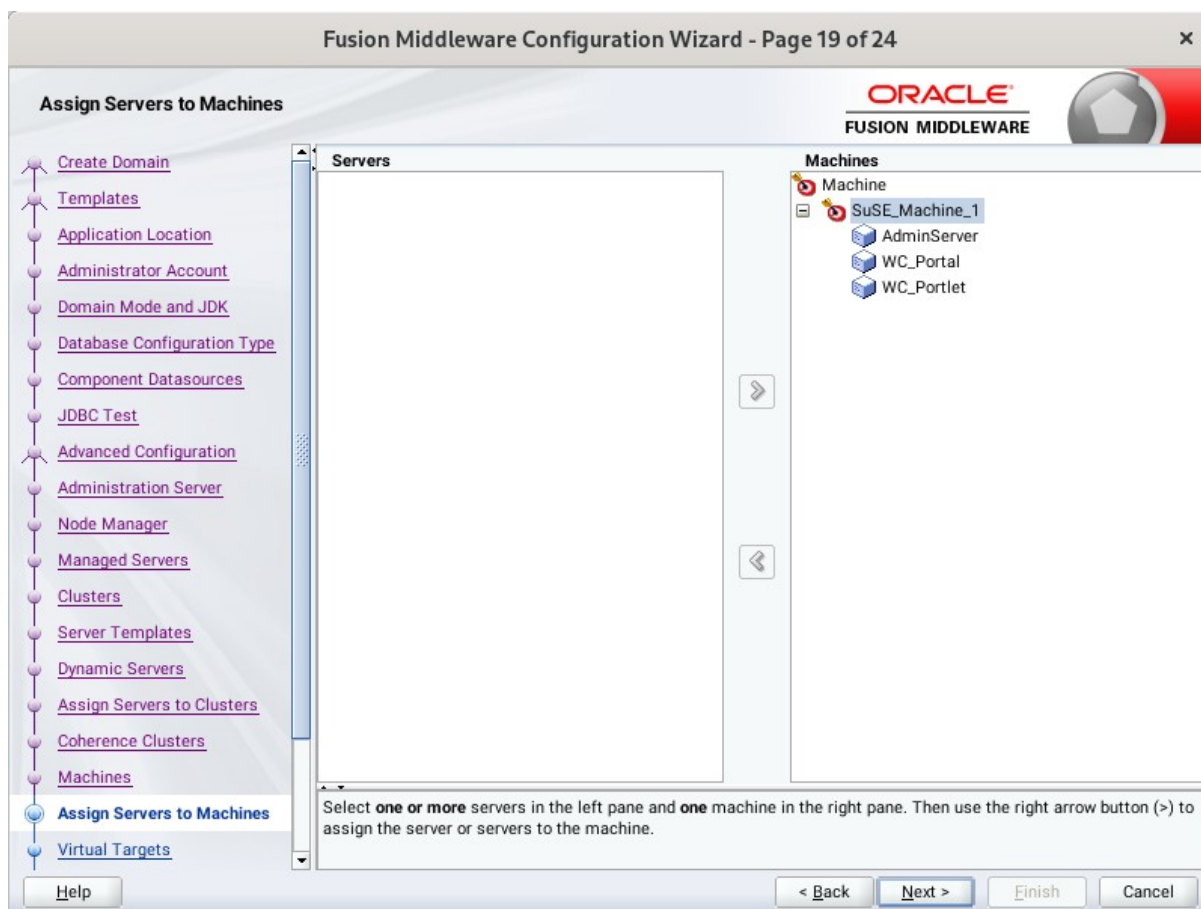 Fusion Middleware Configuration Wizard - Page 19 of 24
Assign Servers to Machines
ORACLE
FUSION MIDDLEWARE
Create Domain
Templates
Application Location
Administrator Account
Domain Mode and JDK
Database Configuration Type
Component Datasources
JDBC Test
Advanced Configuration
Administration Server
Node Manager
Managed Servers
Clusters
Server Templates
Dynamic Servers
Assign Servers to Clusters
Coherence Clusters
Machines
Assign Servers to Machines
Virtual Targets
Servers
Machines
Machine
SuSE_Machine_1
AdminServer
WC_Portal
WC_Portlet
Select one or more servers in the left pane and one machine in the right pane. Then use the right arrow button (>) to
assign the server or servers to the machine.
Help
< Back
Next >
Finish
Cancel